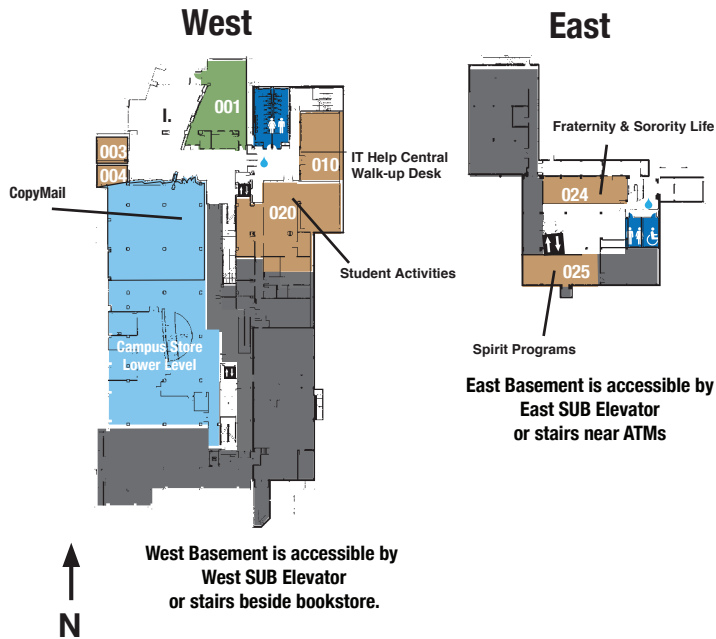 West
East
I.
001
Fraternity & Sorority Life
003
010
IT Help Central
Walk-up Desk
004
024
CopyMail
020
Student Activities
025
Campus Store
Lower Level
Spirit Programs
East Basement is accessible by
East SUB Elevator
or stairs near ATMs
West Basement is accessible by
West SUB Elevator
or stairs beside bookstore.
N